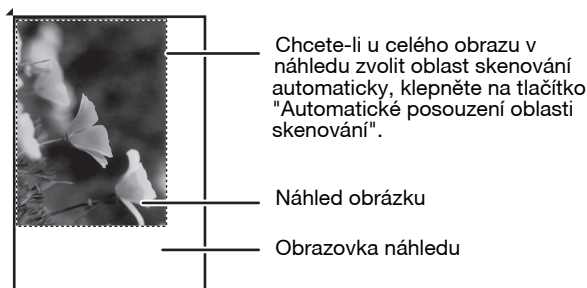 Chcete-li u celého obrazu v
náhledu zvolit oblast skenování
automaticky, klepněte na tlačítko
"Automatické posouzení oblasti
skenování".
Náhled obrázku
Obrazovka náhledu